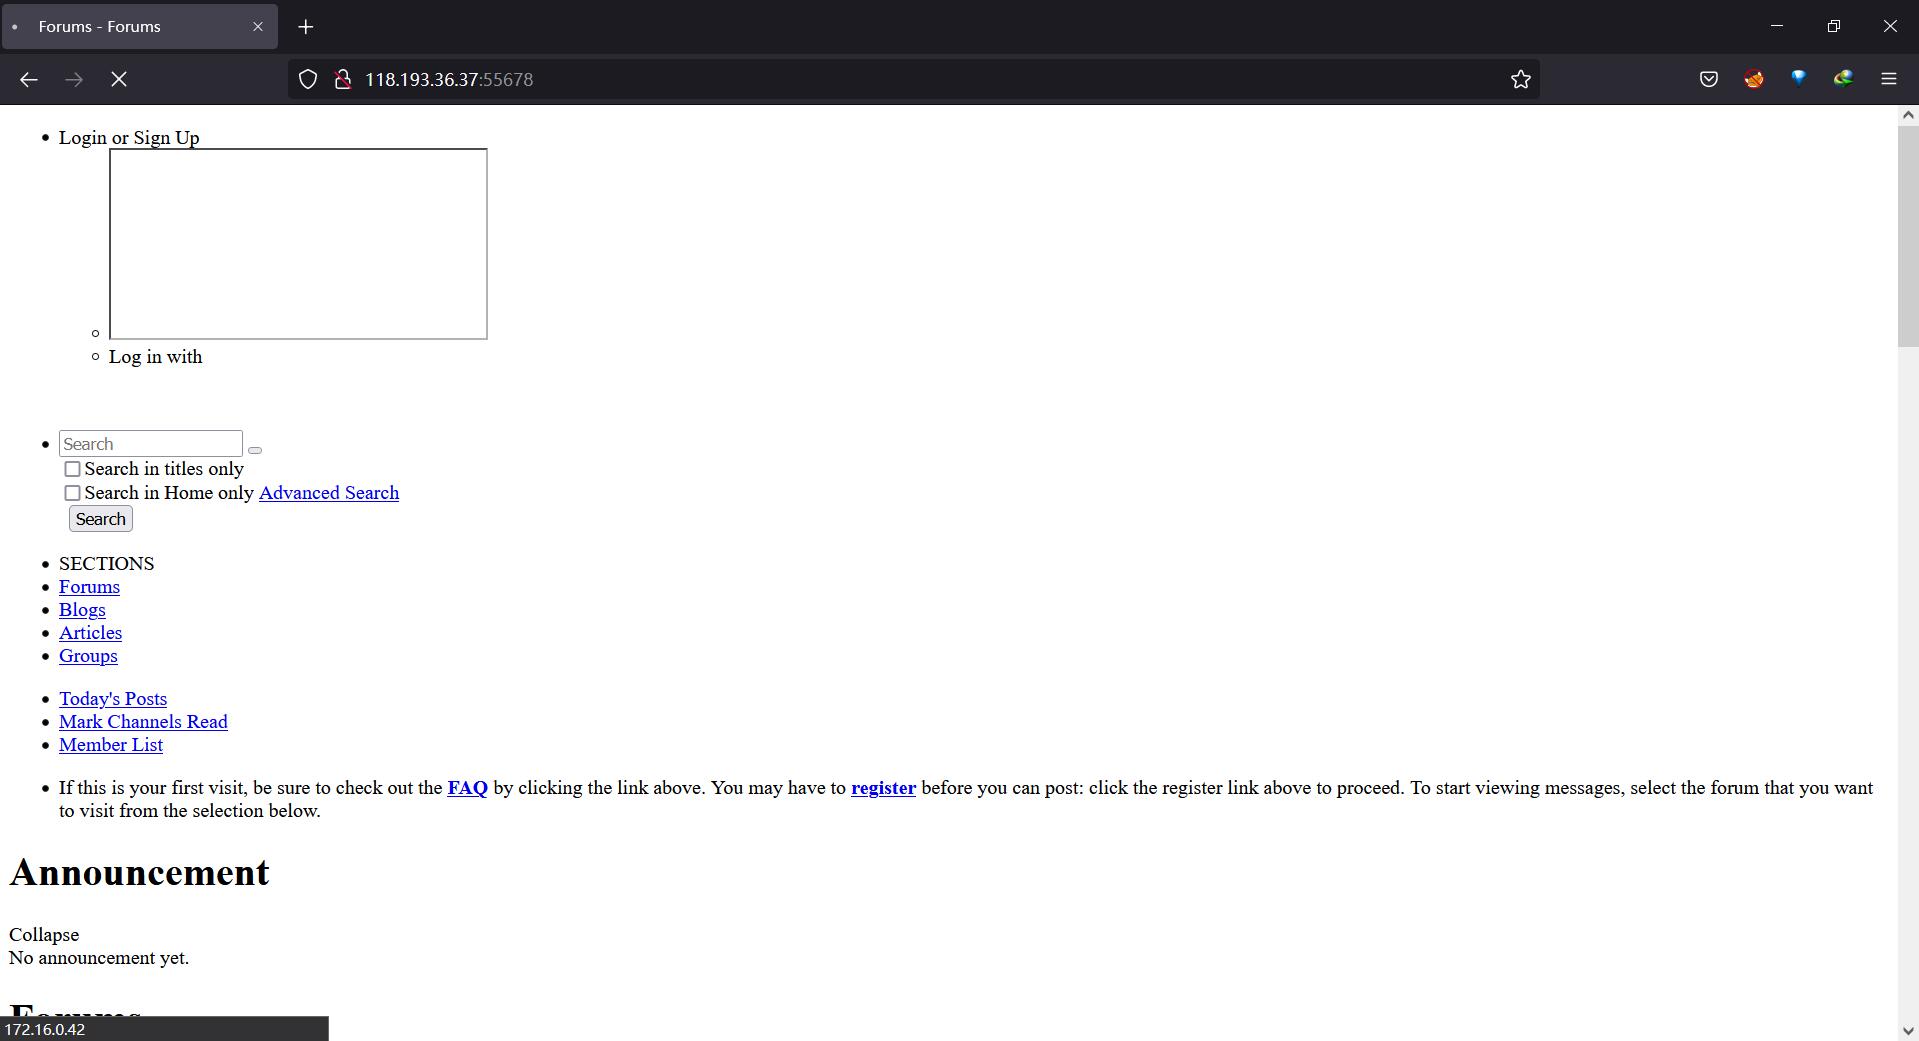 Forums - Forums
118.193.36.37:55678
Login or Sign Up
Log in with
Search
Search in titles only
Search in Home only Advanced Search
Search
SECTIONS
Forums
Blogs
Articles
Groups
Today's Posts
Mark Channels Read
Member List
If this is your first visit, be sure to check out the FAQ by clicking the link above. You may have to register before you can post: click the register link above to proceed. To start viewing messages, select the forum that you want
to visit from the selection below.
Announcement
Collapse
No announcement yet.
Forums
172.16.0.42